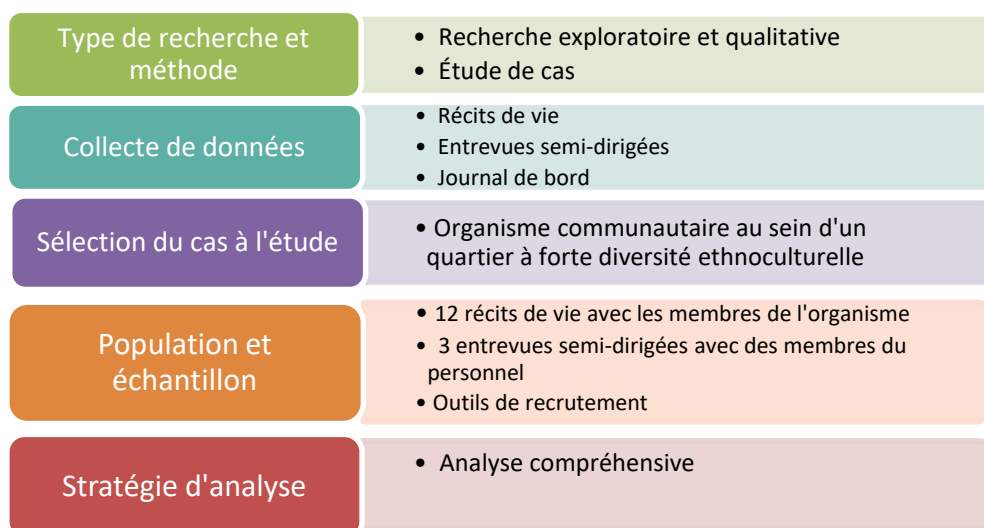 Type de recherche et
méthode
• Recherche exploratoire et qualitative
• Étude de cas
Collecte de données
• Récits de vie
• Entrevues semi-dirigées
• Journal de bord
Sélection du cas à l'étude
• Organisme communautaire au sein d'un
quartier à forte diversité ethnoculturelle
Population et
échantillon
• 12 récits de vie avec les membres de l'organisme
• 3 entrevues semi-dirigées avec des membres du
personnel
• Outils de recrutement
Stratégie d'analyse
• Analyse compréhensive